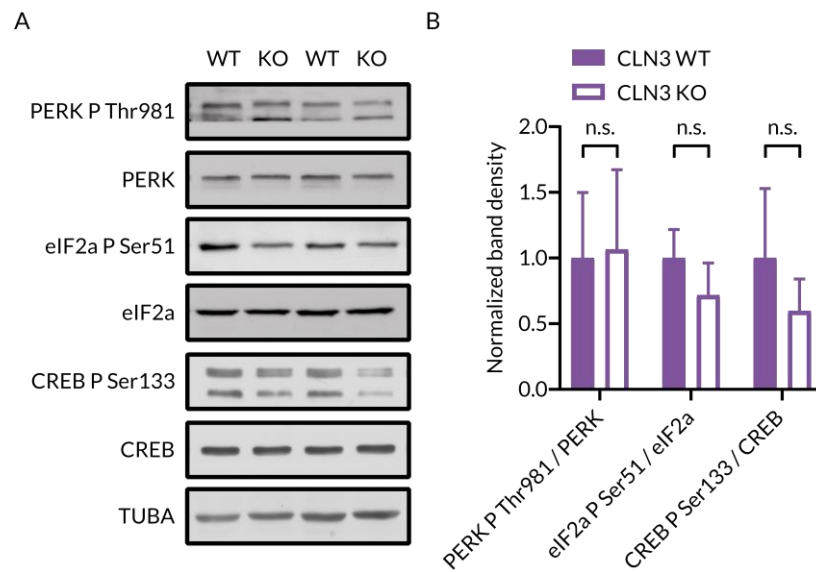 A
WT KO WT KO
PERK P Thr981
PERK
eIF2a P Ser51
eIF2a
CREB P Ser133
CREB
TUBA
B
CLN3 WT
CLN3 KO
n.s. n.s. n.s.
Normalized band density
2.0
1.5
1.0
0.5
0.0
PERK P Thr981 / PERK
eIF2a P Ser51 / eIF2a
CREB P Ser133 / CREB